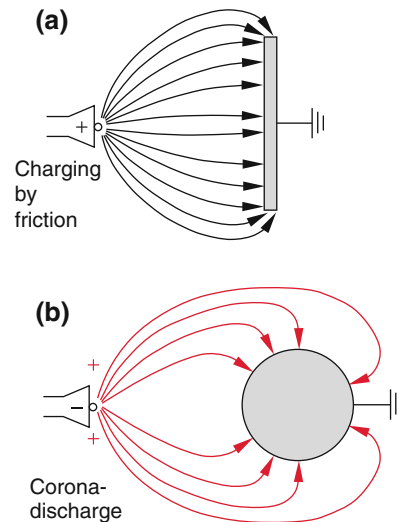 (a)
+
Charging
by
friction
(b)
+
−
+
Corona-
discharge